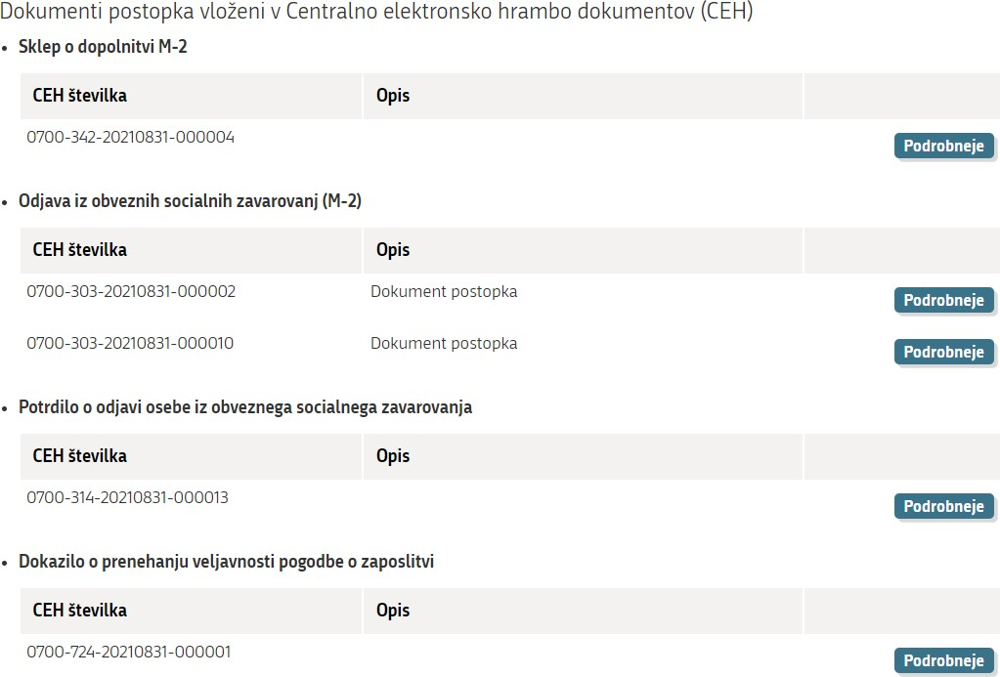 Dokumenti postopka vloženi v Centralno elektronsko hrambo dokumentov (CEH)
• Sklep o dopolnitvi M-2
CEH številka Opis
0700-342-20210831-000004 Podrobneje
• Odjava iz obveznih socialnih zavarovanj (M-2)
CEH številka Opis
0700-303-20210831-000002 Dokument postopka Podrobneje
0700-303-20210831-000010 Dokument postopka Podrobneje
• Potrdilo o odjavi osebe iz obveznega socialnega zavarovanja
CEH številka Opis
0700-314-20210831-000013 Podrobneje
• Dokazilo o prenehanju veljavnosti pogodbe o zaposlitvi
CEH številka Opis
0700-724-20210831-000001 Podrobneje